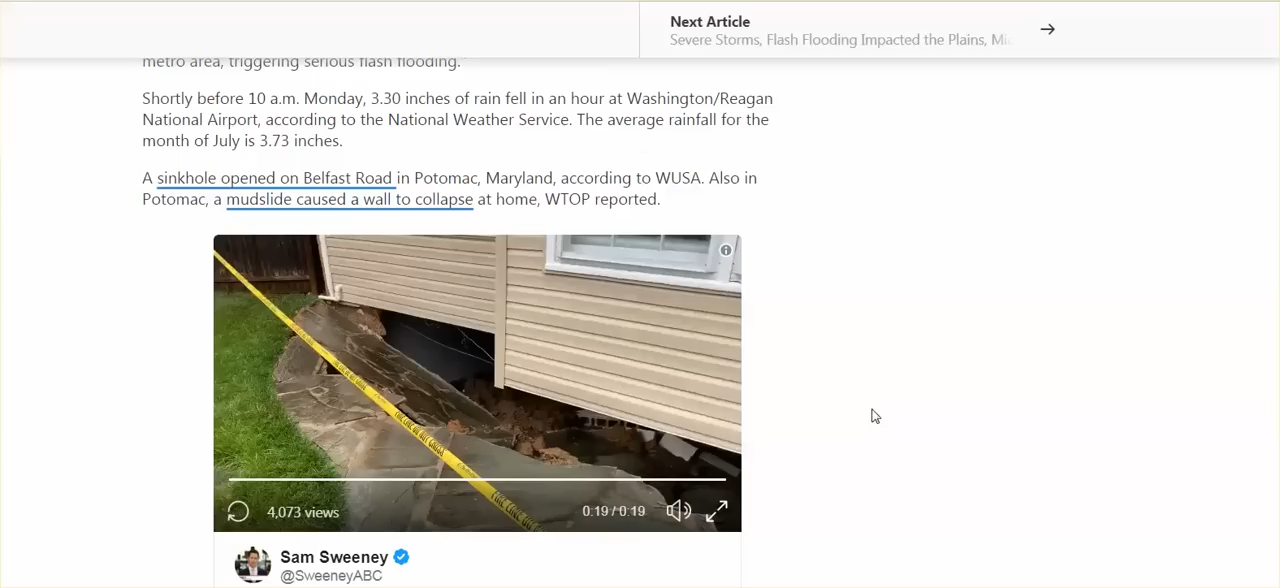 Next Article
Severe Storms, Flash Flooding Impacted the Plains,
metro area, triggering serious flash flooding."
Shortly before 10 a.m. Monday, 3.30 inches of rain fell in an hour at Washington/Reagan
National Airport, according to the National Weather Service. The average rainfall for the
month of July is 3.73 inches.
A sinkhole opened on Belfast Road in Potomac, Maryland, according to WUSA. Also in
Potomac, a mudslide caused a wall to collapse at home, WTOP reported.
4,073 views
0:19 / 0:19
Sam Sweeney
@SweeneyABC